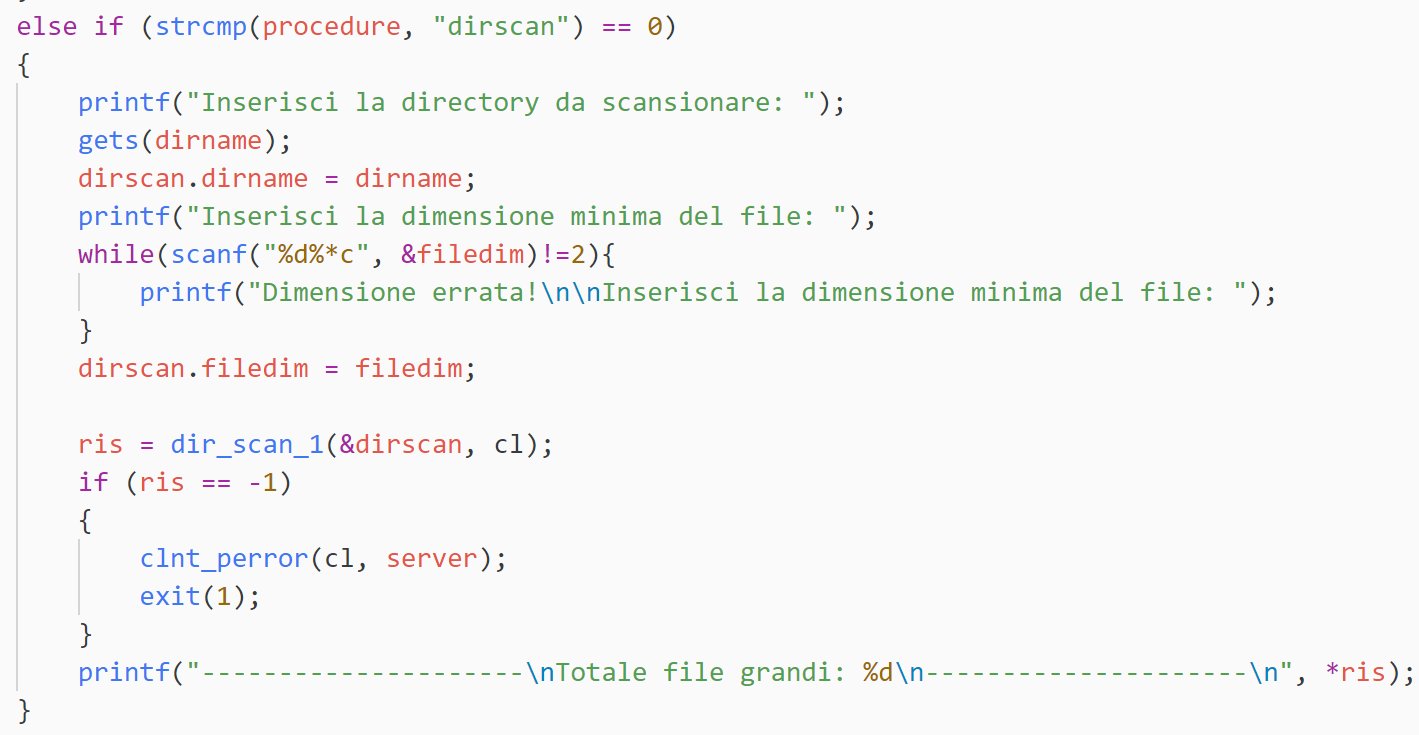 else if (strcmp(procedure, "dirscan") == 0)
{
    printf("Inserisci la directory da scansionare: ");
    gets(dirname);
    dirscan.dirname = dirname;
    printf("Inserisci la dimensione minima del file: ");
    while(scanf("%d%*c", &filedim)!=2){
        printf("Dimensione errata!\n\nInserisci la dimensione minima del file: ");
    }
    dirscan.filedim = filedim;

    ris = dir_scan_1(&dirscan, cl);
    if (ris == -1)
    {
        clnt_perror(cl, server);
        exit(1);
    }
    printf("---------------------\nTotale file grandi: %d\n---------------------\n", *ris);
}